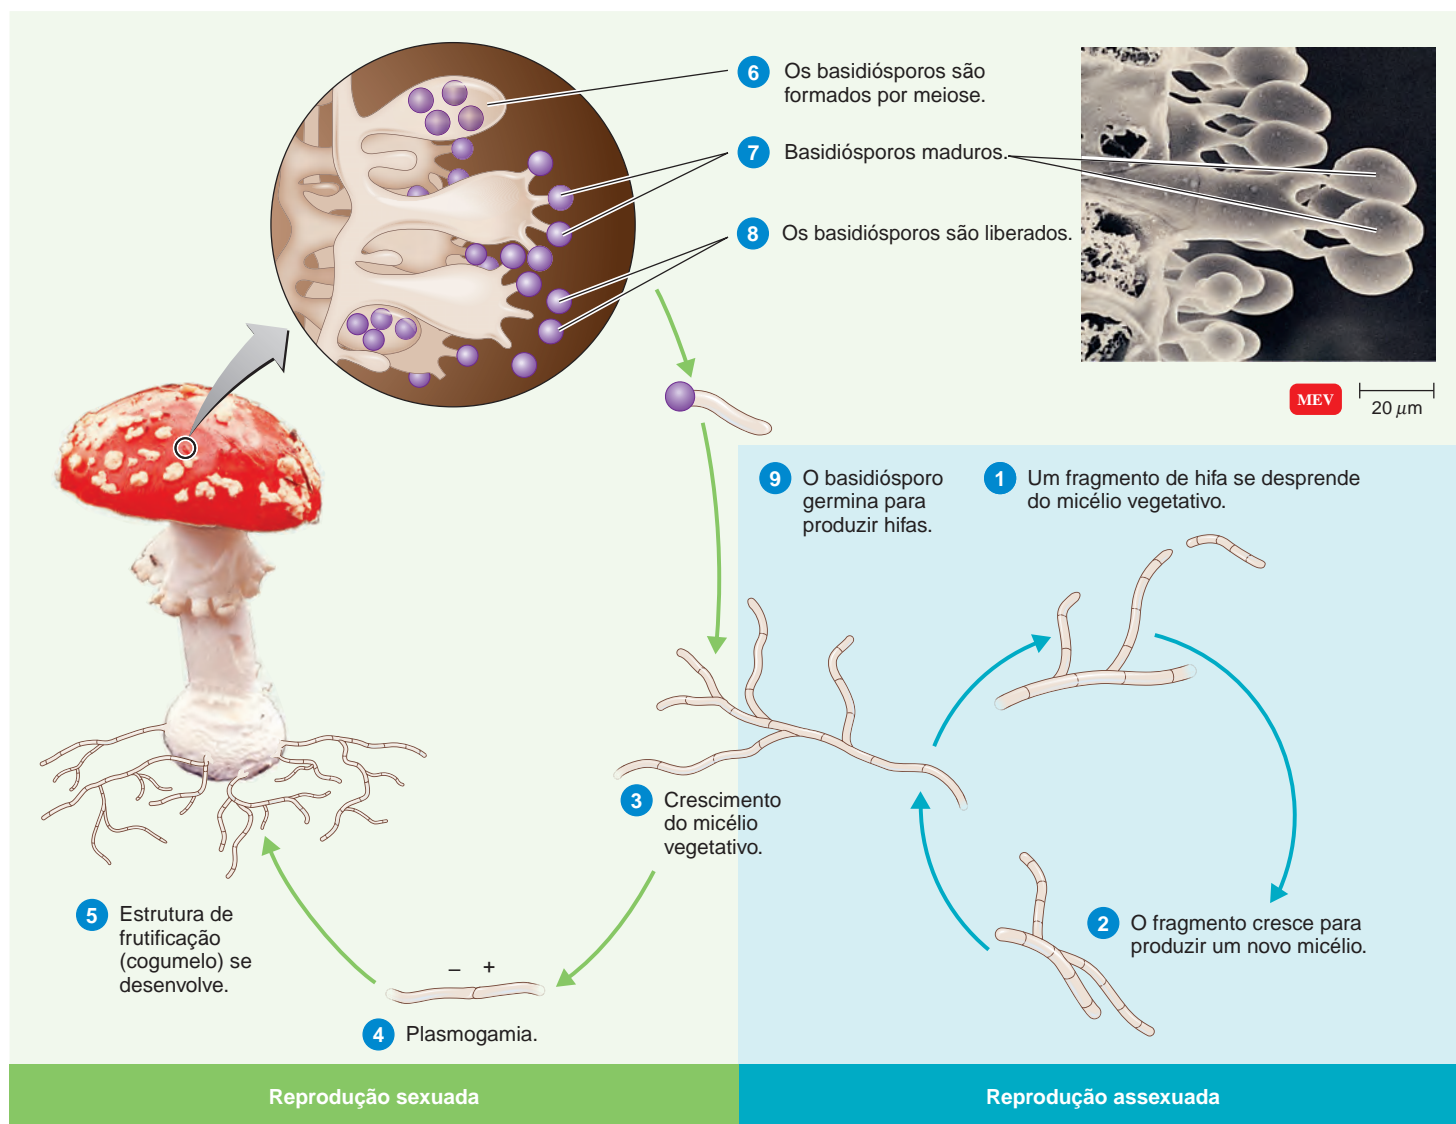 6 Os basidiósporos são
formados por meiose.
7 Basidiósporos maduros.
8 Os basidiósporos são liberados.
MEV
20 μm
9 O basidiósporo
germina para
produzir hifas.
1 Um fragmento de hifa se desprende
do micélio vegetativo.
3 Crescimento
do micélio
vegetativo.
2 O fragmento cresce para
produzir um novo micélio.
5 Estrutura de
frutificação
(cogumelo) se
desenvolve.
– +
4 Plasmogamia.
Reprodução sexuada
Reprodução assexuada